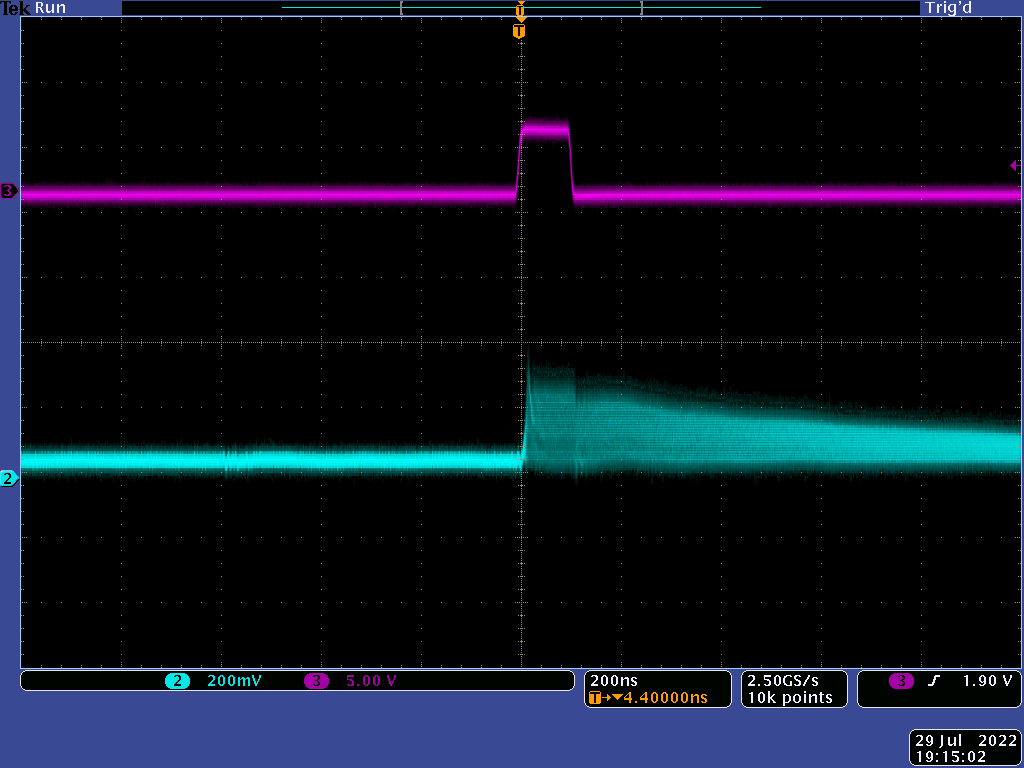 Tek Run Trig'd
T
T
3
2
2 200mV 3 5.00 V
200ns
T→▼4.40000ns
2.50GS/s
10k points
3 1.90 V
29 Jul 2022
19:15:02